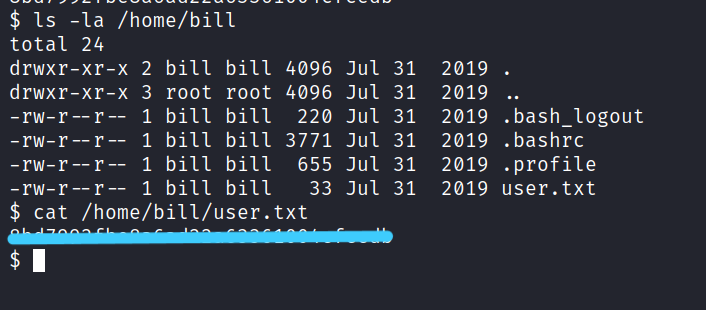 $ ls -la /home/bill
total 24
drwxr-xr-x 2 bill bill 4096 Jul 31  2019 .
drwxr-xr-x 3 root root 4096 Jul 31  2019 ..
-rw-r--r-- 1 bill bill  220 Jul 31  2019 .bash_logout
-rw-r--r-- 1 bill bill 3771 Jul 31  2019 .bashrc
-rw-r--r-- 1 bill bill  655 Jul 31  2019 .profile
-rw-r--r-- 1 bill bill   33 Jul 31  2019 user.txt
$ cat /home/bill/user.txt
$